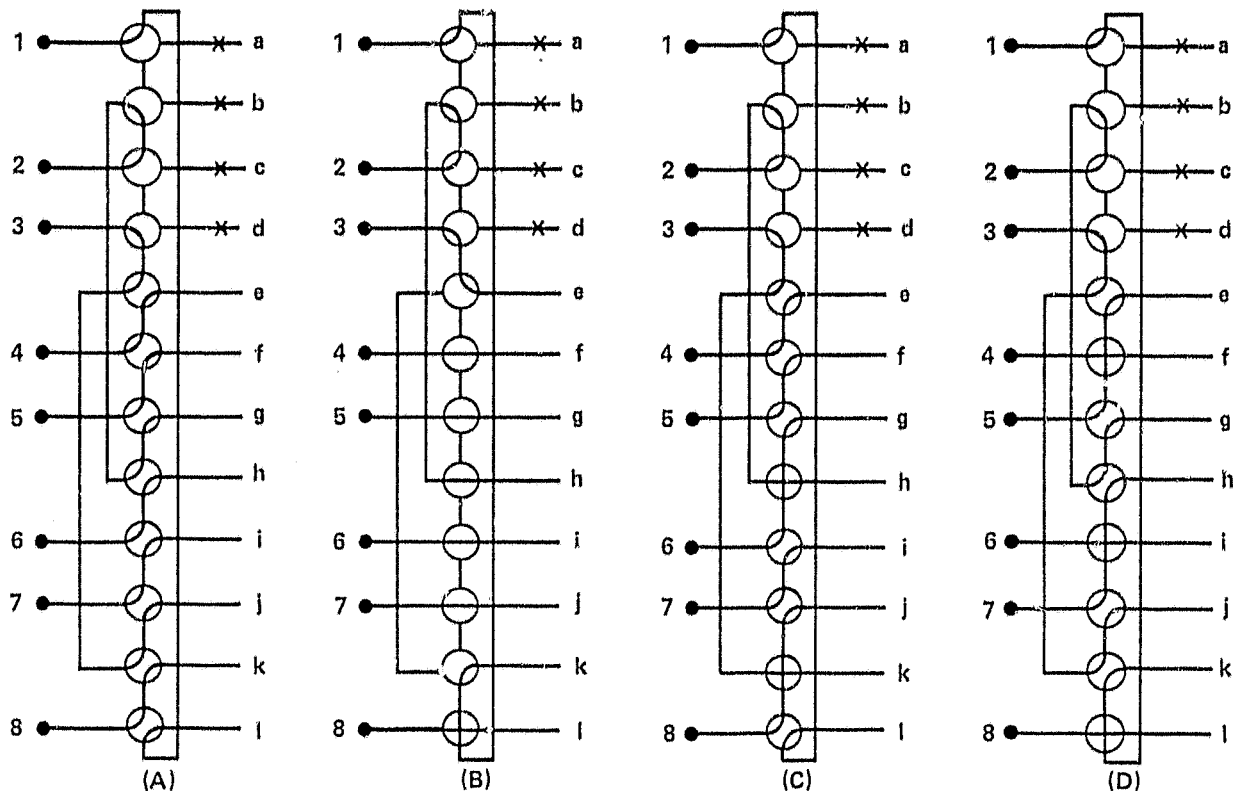 1 a 1 a 1 a 1 a
b b b b
2 c 2 c 2 c 2 c
3 d 3 d 3 d 3 d
e e e e
4 f 4 f 4 f 4 f
5 g 5 g 5 g 5 g
h h h h
6 i 6 i 6 i 6 i
7 j 7 j 7 j 7 j
k k k k
8 l 8 l 8 l 8 l
(A) (B) (C) (D)